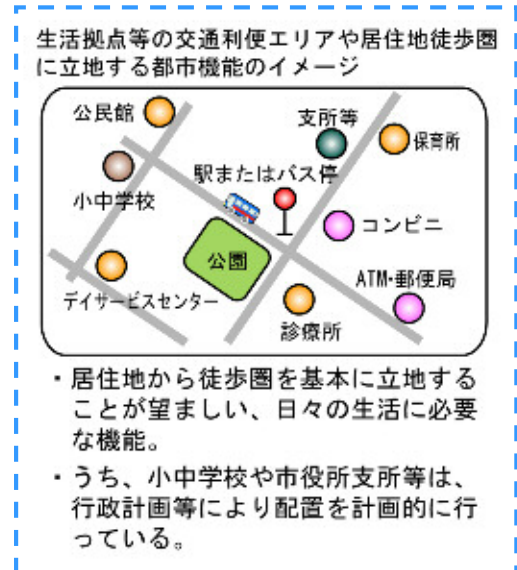 生活拠点等の交通利便エリアや居住地徒歩圏
に立地する都市機能のイメージ
公民館
支所等
保育所
小中学校
駅またはバス停
コンビニ
公園
ATM・郵便局
デイサービスセンター
診療所
・居住地から徒歩圏を基本に立地する
ことが望ましい、日々の生活に必要
な機能。
・うち、小中学校や市役所支所等は、
行政計画等により配置を計画的に行
っている。